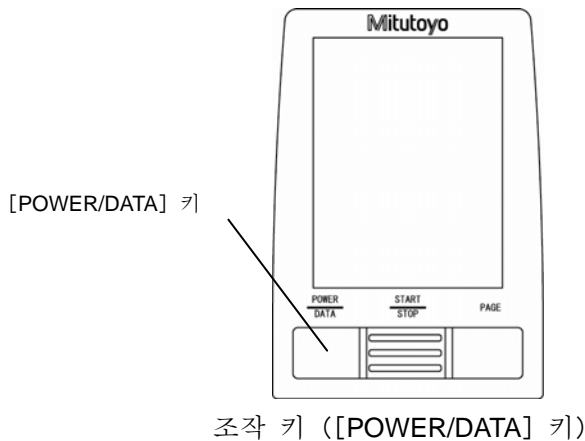 Mitutoyo
[POWER/DATA] 키
POWER
DATA
START
STOP
PAGE
조작 키 ([POWER/DATA] 키)